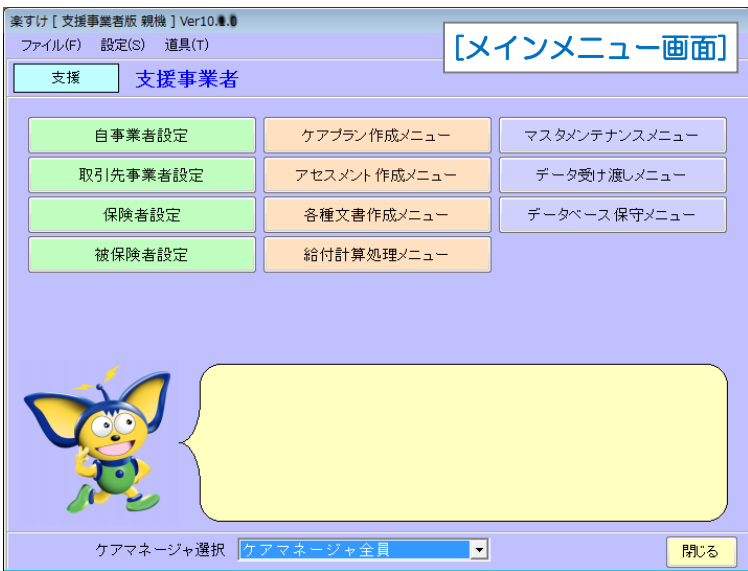 楽すけ [ 支援事業者版 親機 ] Ver10.
ファイル(F) 設定(S) 道具(T)
[メインメニュー画面]
支援 支援事業者
自事業者設定 ケアプラン作成メニュー マスタメンテナンスメニュー
取引先事業者設定 アセスメント作成メニュー データ受け渡しメニュー
保険者設定 各種文書作成メニュー データベース保守メニュー
被保険者設定 給付計算処理メニュー
ケアマネージャ選択 ケアマネージャ全員 閉じる